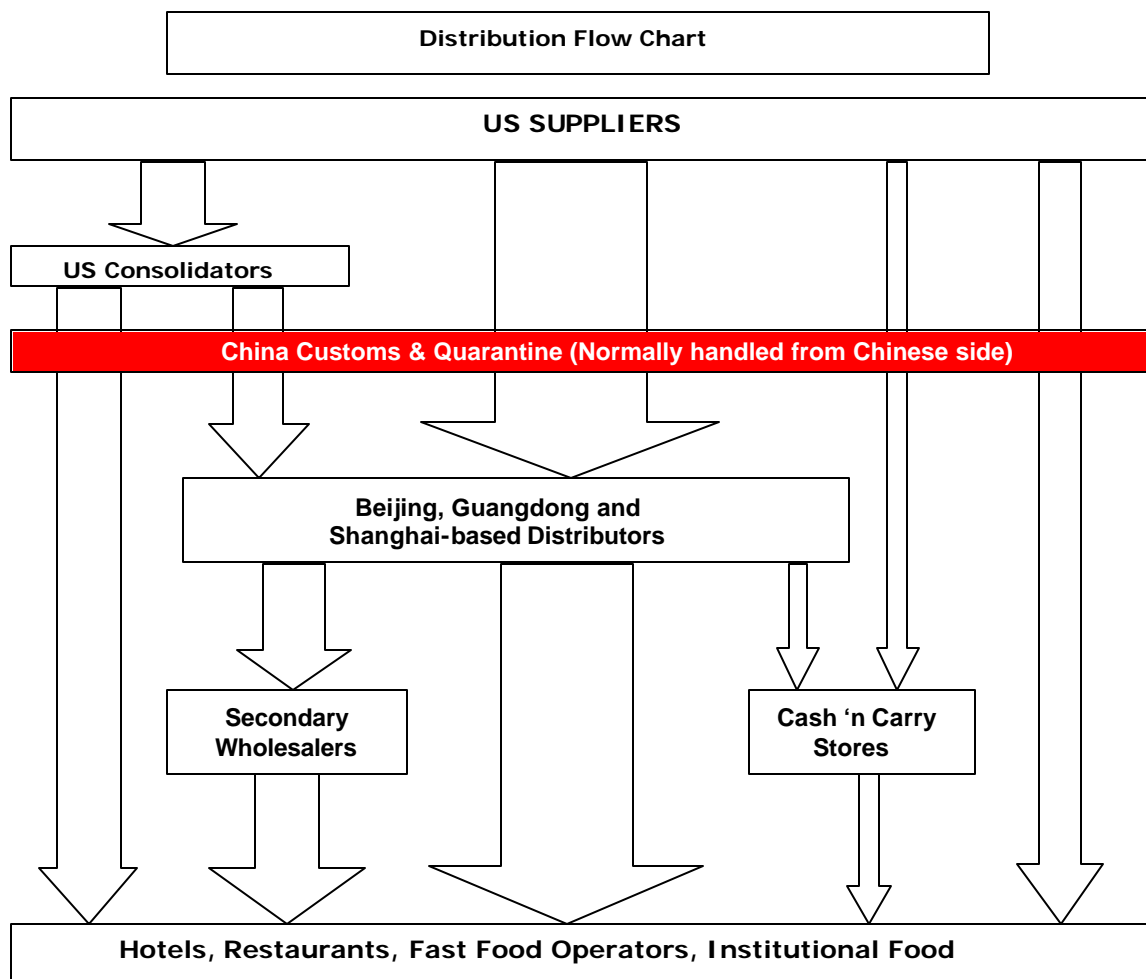 Distribution Flow Chart
US SUPPLIERS
US Consolidators
China Customs & Quarantine (Normally handled from Chinese side)
Beijing, Guangdong and
Shanghai-based Distributors
Secondary
Wholesalers
Cash ‘n Carry
Stores
Hotels, Restaurants, Fast Food Operators, Institutional Food